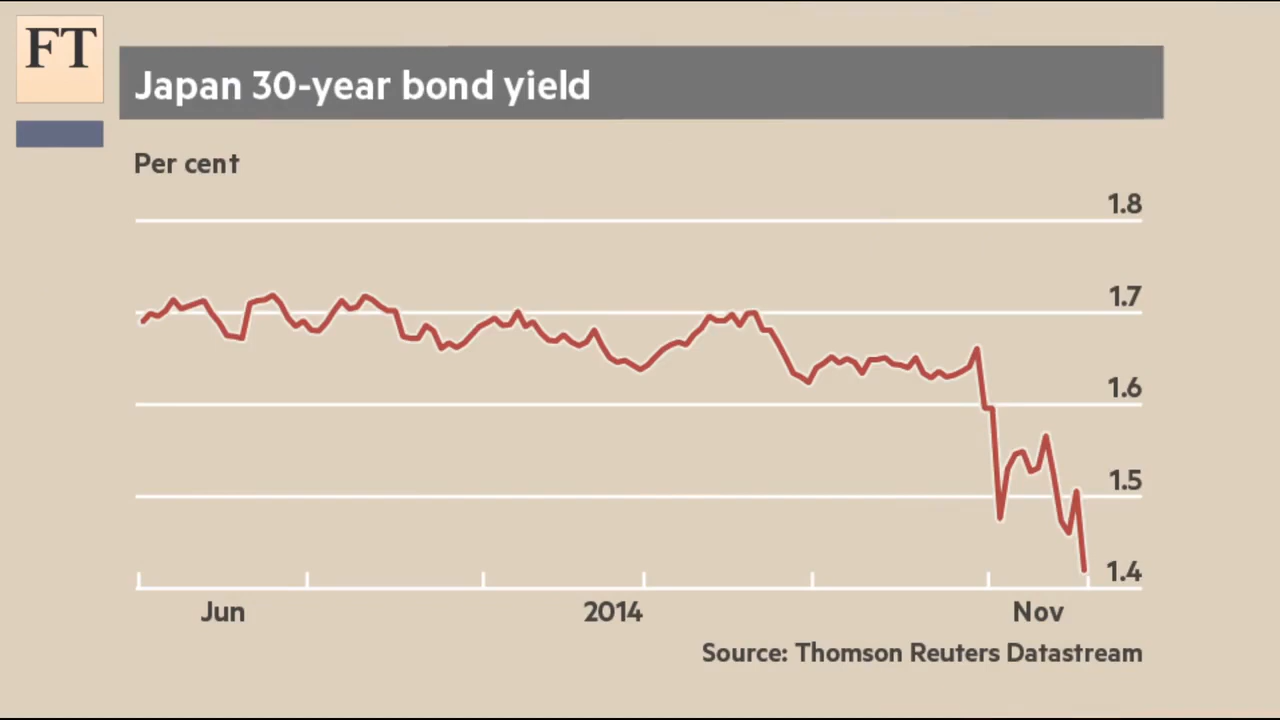 FT
Japan 30-year bond yield
Per cent
1.8
1.7
1.6
1.5
1.4
Jun 2014 Nov
Source: Thomson Reuters Datastream